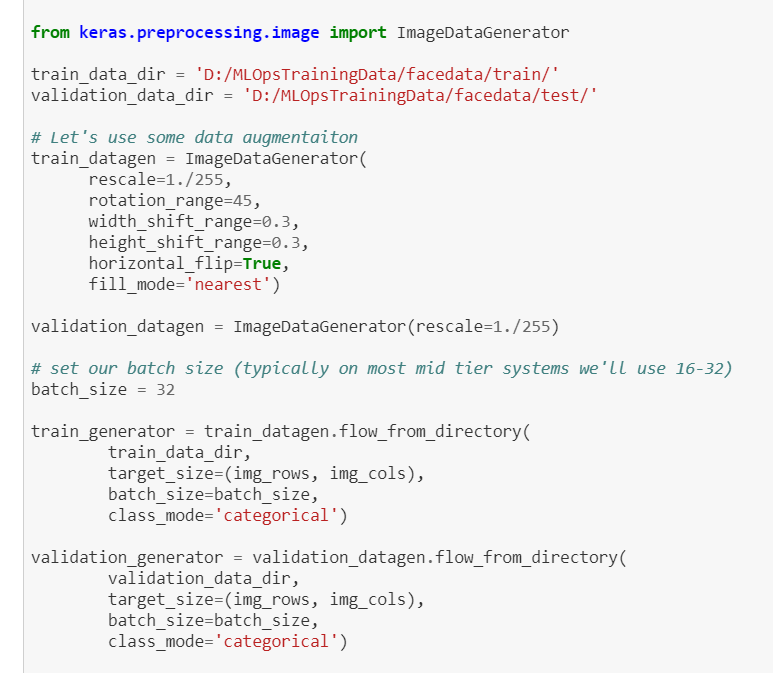 from keras.preprocessing.image import ImageDataGenerator
train_data_dir = 'D:/MLOpsTrainingData/facedata/train/'
validation_data_dir = 'D:/MLOpsTrainingData/facedata/test/'
# Let's use some data augmentaiton
train_datagen = ImageDataGenerator(
rescale=1./255,
rotation_range=45,
width_shift_range=0.3,
height_shift_range=0.3,
horizontal_flip=True,
fill_mode='nearest')
validation_datagen = ImageDataGenerator(rescale=1./255)
# set our batch size (typically on most mid tier systems we'll use 16-32)
batch_size = 32
train_generator = train_datagen.flow_from_directory(
train_data_dir,
target_size=(img_rows, img_cols),
batch_size=batch_size,
class_mode='categorical')
validation_generator = validation_datagen.flow_from_directory(
validation_data_dir,
target_size=(img_rows, img_cols),
batch_size=batch_size,
class_mode='categorical')